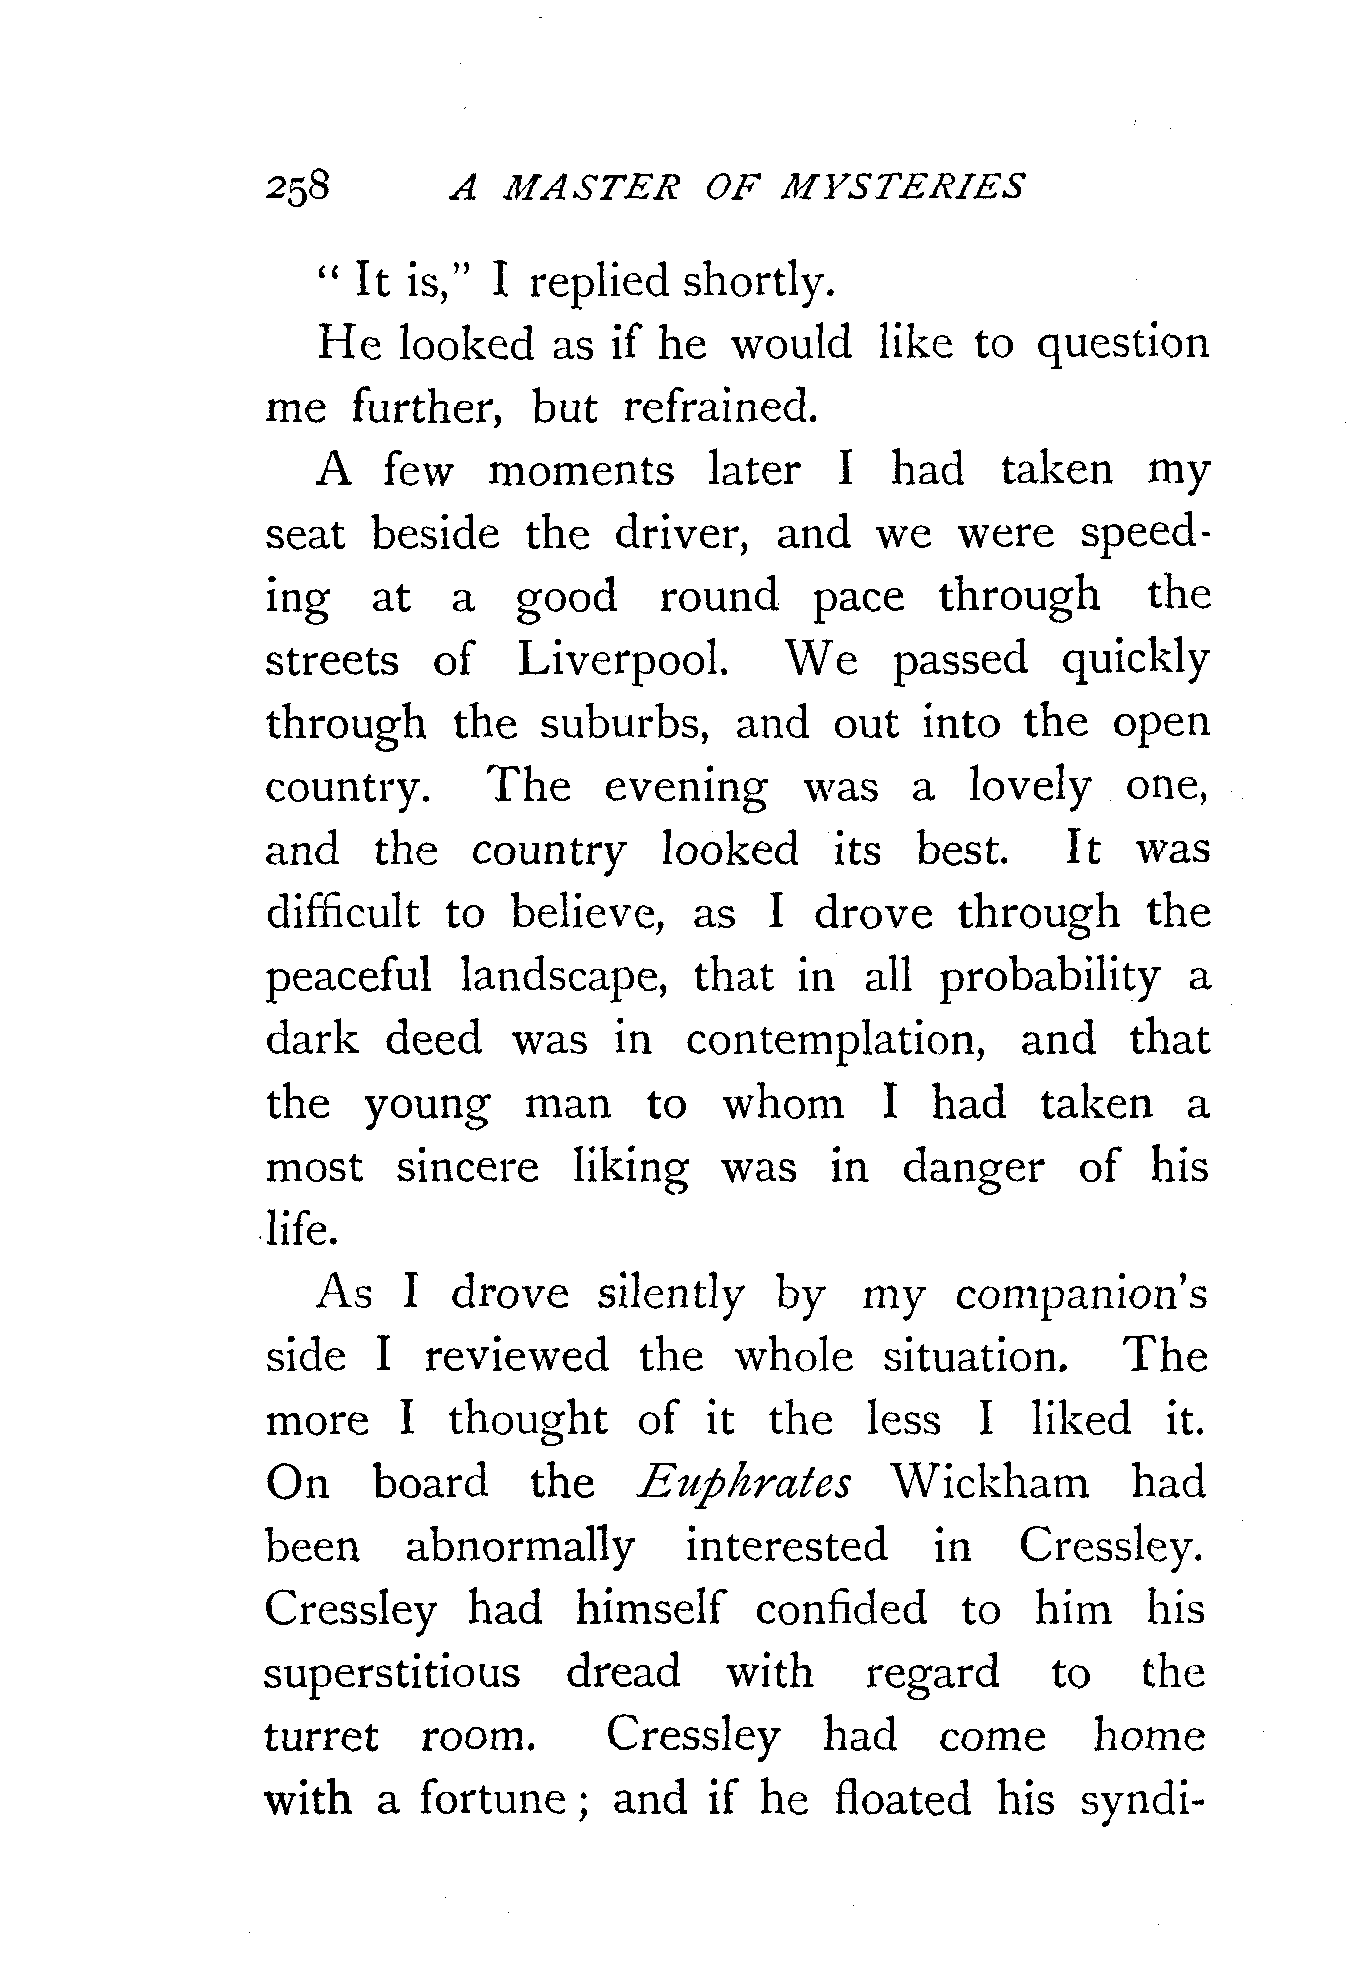 258 A MASTER OF MYSTERIES
“ It is,” I replied shortly.
He looked as if he would like to question
me further, but refrained.
A few moments later I had taken my
seat beside the driver, and we were speed-
ing at a good round pace through the
streets of Liverpool. We passed quickly
through the suburbs, and out into the open
country. The evening was a lovely one,
and the country looked its best. It was
difficult to believe, as I drove through the
peaceful landscape, that in all probability a
dark deed was in contemplation, and that
the young man to whom I had taken a
most sincere liking was in danger of his
life.
As I drove silently by my companion's
side I reviewed the whole situation. The
more I thought of it the less I liked it.
On board the Euphrates Wickham had
been abnormally interested in Cressley.
Cressley had himself confided to him his
superstitious dread with regard to the
turret room. Cressley had come home
with a fortune ; and if he floated his syndi-